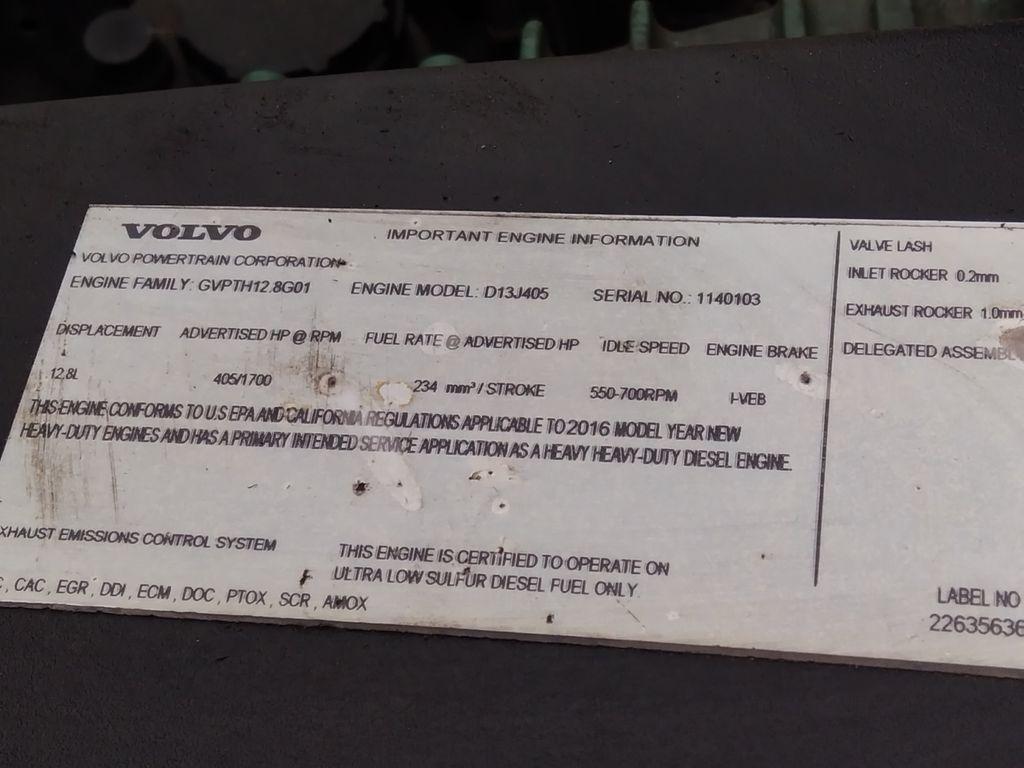 VOLVO
IMPORTANT ENGINE INFORMATION
VOLVO POWERTRAIN CORPORATION
ENGINE FAMILY: GVPTH12.8G01 ENGINE MODEL: D13J405 SERIAL NO.: 1140103
DISPLACEMENT ADVERTISED HP @ RPM FUEL RATE @ ADVERTISED HP IDLE SPEED ENGINE BRAKE
12.8L 405/1700 234 mm³ / STROKE 550-700RPM I-VEB
THIS ENGINE CONFORMS TO U.S EPA AND CALIFORNIA REGULATIONS APPLICABLE TO 2016 MODEL YEAR NEW
HEAVY-DUTY ENGINES AND HAS A PRIMARY INTENDED SERVICE APPLICATION AS A HEAVY HEAVY-DUTY DIESEL ENGINE.
XHAUST EMISSIONS CONTROL SYSTEM
, CAC, EGR, DDI, ECM, DOC, PTOX, SCR, AMOX
THIS ENGINE IS CERTIFIED TO OPERATE ON
ULTRA LOW SULFUR DIESEL FUEL ONLY.
VALVE LASH
INLET ROCKER 0.2mm
EXHAUST ROCKER 1.0mm
DELEGATED ASSEMBL
LABEL NO
22635636